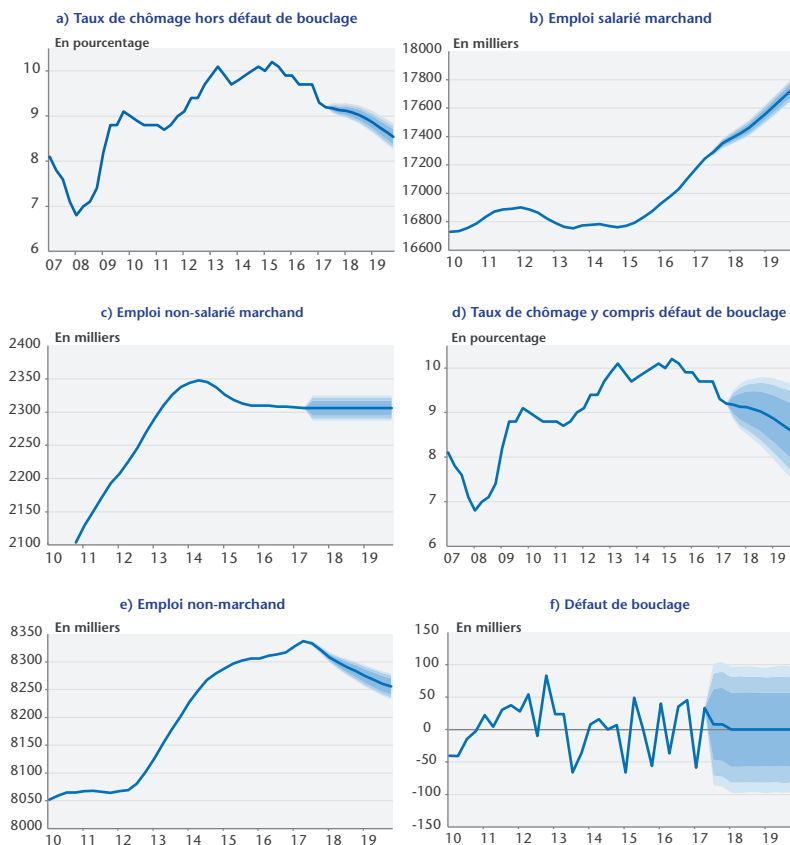 a) Taux de chômage hors défaut de bouclage
En pourcentage
10
9
8
7
6
07 08 09 10 11 12 13 14 15 16 17 18 19
b) Emploi salarié marchand
En milliers
18000
17800
17600
17400
17200
17000
16800
16600
10 11 12 13 14 15 16 17 18 19
c) Emploi non-salarié marchand
En milliers
2400
2350
2300
2250
2200
2150
2100
10 11 12 13 14 15 16 17 18 19
d) Taux de chômage y compris défaut de bouclage
En pourcentage
10
9
8
7
6
07 08 09 10 11 12 13 14 15 16 17 18 19
e) Emploi non-marchand
En milliers
8350
8300
8250
8200
8150
8100
8050
8000
10 11 12 13 14 15 16 17 18 19
f) Défaut de bouclage
En milliers
150
100
50
0
-50
-100
-150
10 11 12 13 14 15 16 17 18 19